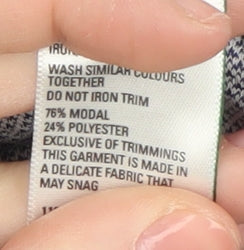 IRON
WASH SIMILAR COLOURS
TOGETHER
DO NOT IRON TRIM
76% MODAL
24% POLYESTER
EXCLUSIVE OF TRIMMINGS
THIS GARMENT IS MADE IN
A DELICATE FABRIC THAT
MAY SNAG